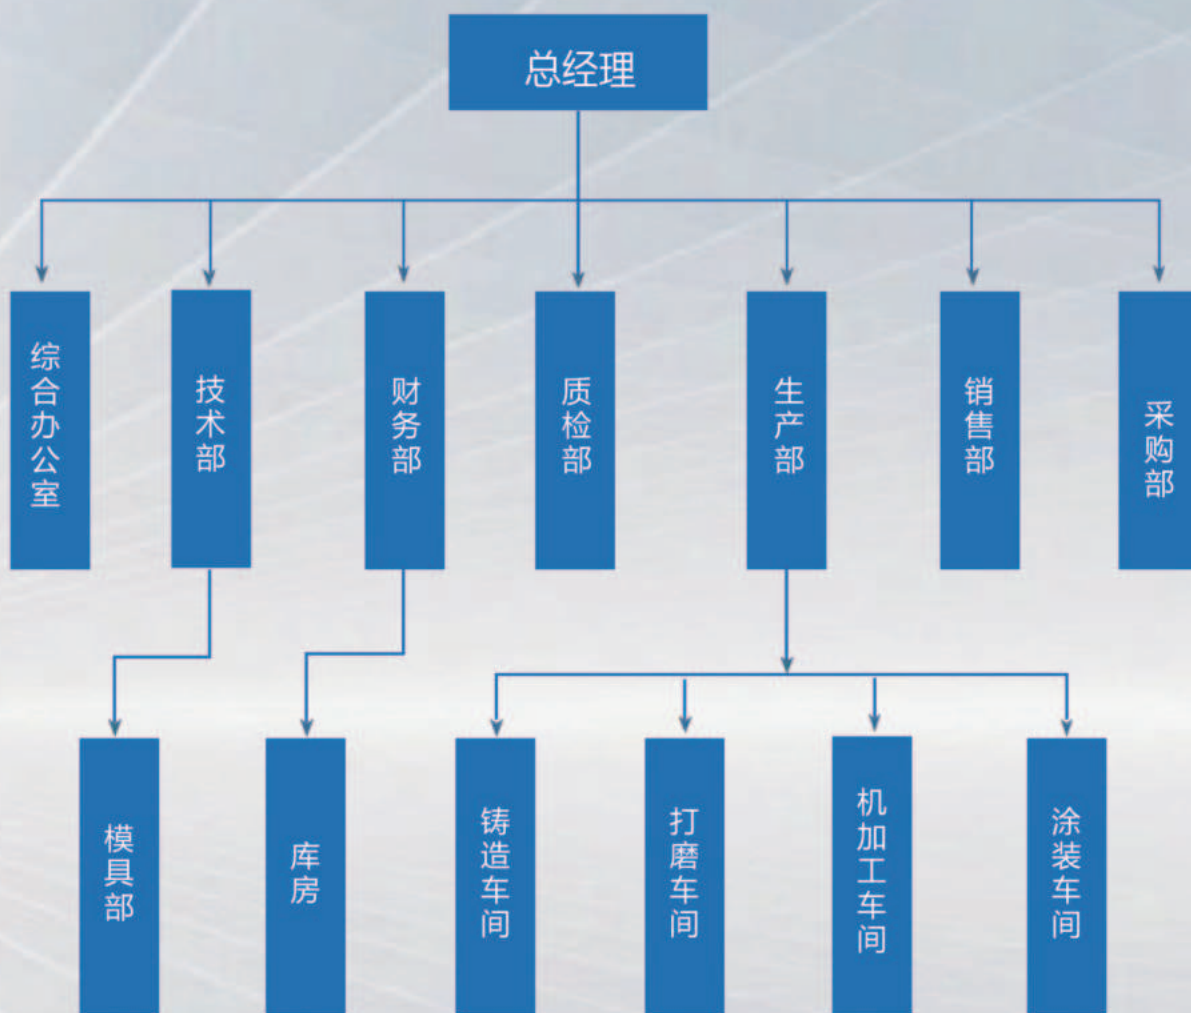 总经理
综合办公室
技术部
财务部
质检部
生产部
销售部
采购部
模具部
库房
铸造车间
打磨车间
机加工车间
涂装车间